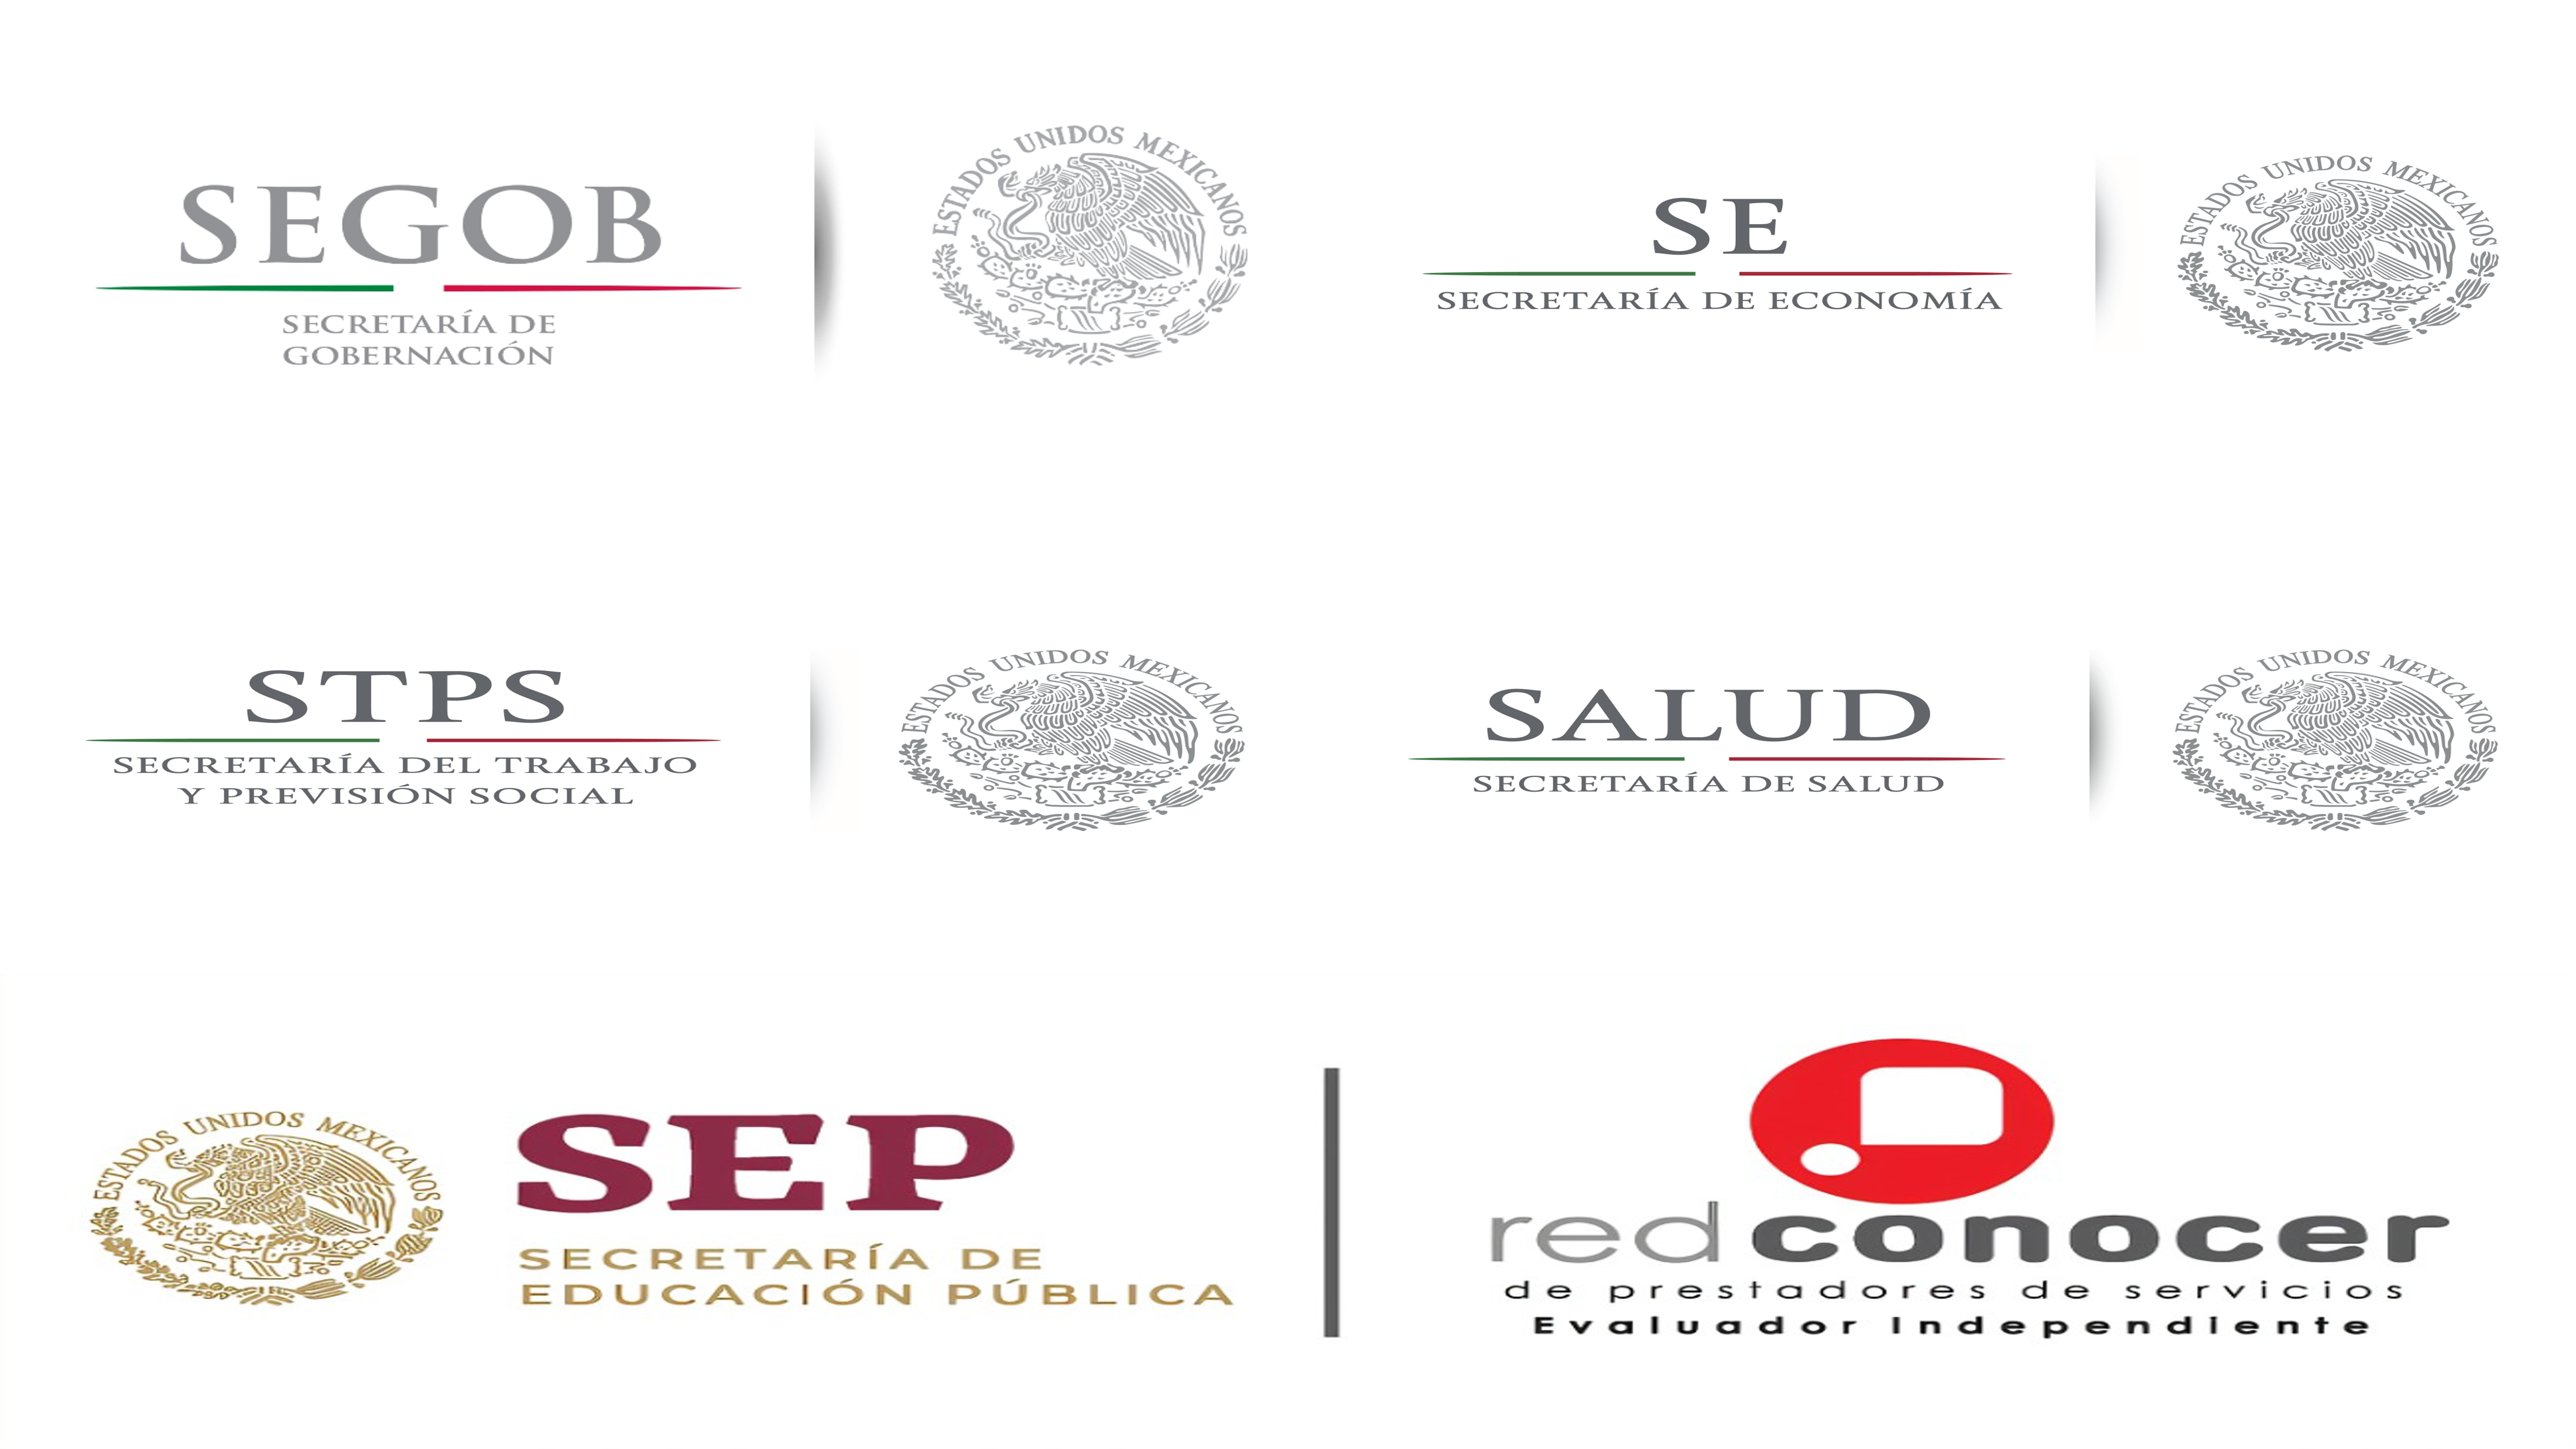 SEGOB
SECRETARÍA DE
GOBERNACIÓN
ESTADOS UNIDOS MEXICANOS
SE
SECRETARÍA DE ECONOMÍA
ESTADOS UNIDOS MEXICANOS
STPS
SECRETARÍA DEL TRABAJO
Y PREVISIÓN SOCIAL
ESTADOS UNIDOS MEXICANOS
SALUD
SECRETARÍA DE SALUD
ESTADOS UNIDOS MEXICANOS
ESTADOS UNIDOS MEXICANOS
SEP
SECRETARÍA DE
EDUCACIÓN PÚBLICA
redconocer
de prestadores de servicios
Evaluador Independiente